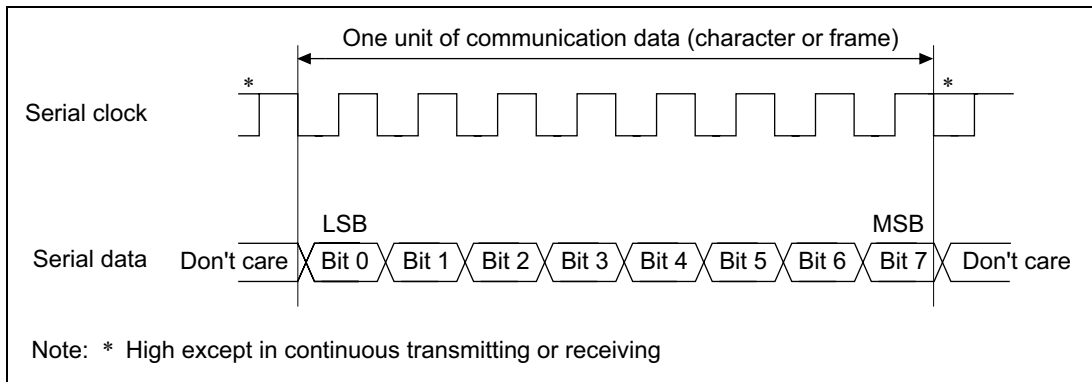 One unit of communication data (character or frame)
* *
Serial clock
LSB MSB
Serial data Don't care Bit 0 Bit 1 Bit 2 Bit 3 Bit 4 Bit 5 Bit 6 Bit 7 Don't care
Note: * High except in continuous transmitting or receiving